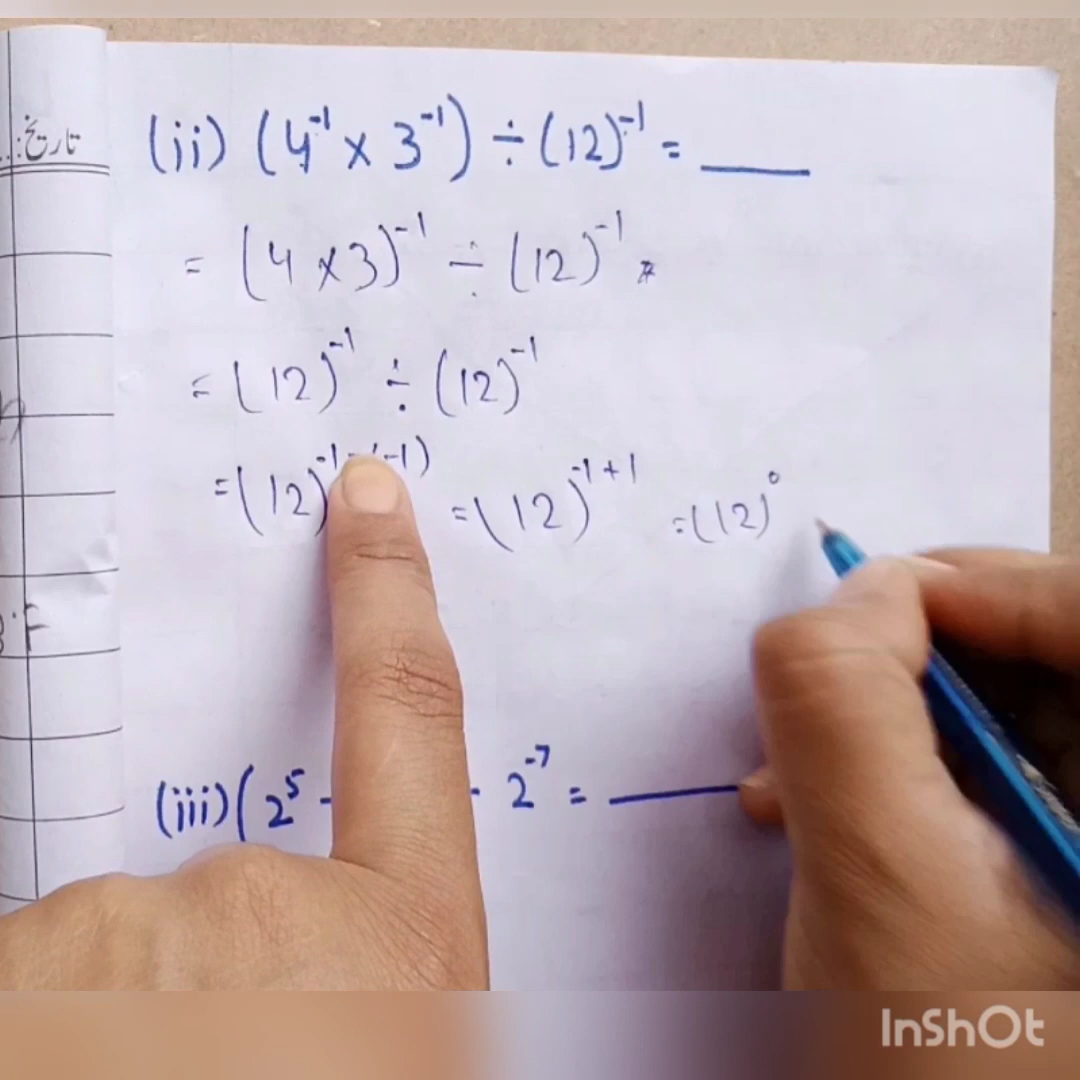 تاریخ:..
(ii) (4⁻¹ × 3⁻¹) ÷ (12)⁻¹ = ____
= (4 × 3)⁻¹ ÷ (12)⁻¹
= (12)⁻¹ ÷ (12)⁻¹
= (12)⁻¹⁻⁽⁻¹⁾ = (12)⁻¹⁺¹ = (12)⁰
(iii) (2⁵ 2⁻⁷ = ____
InShOt